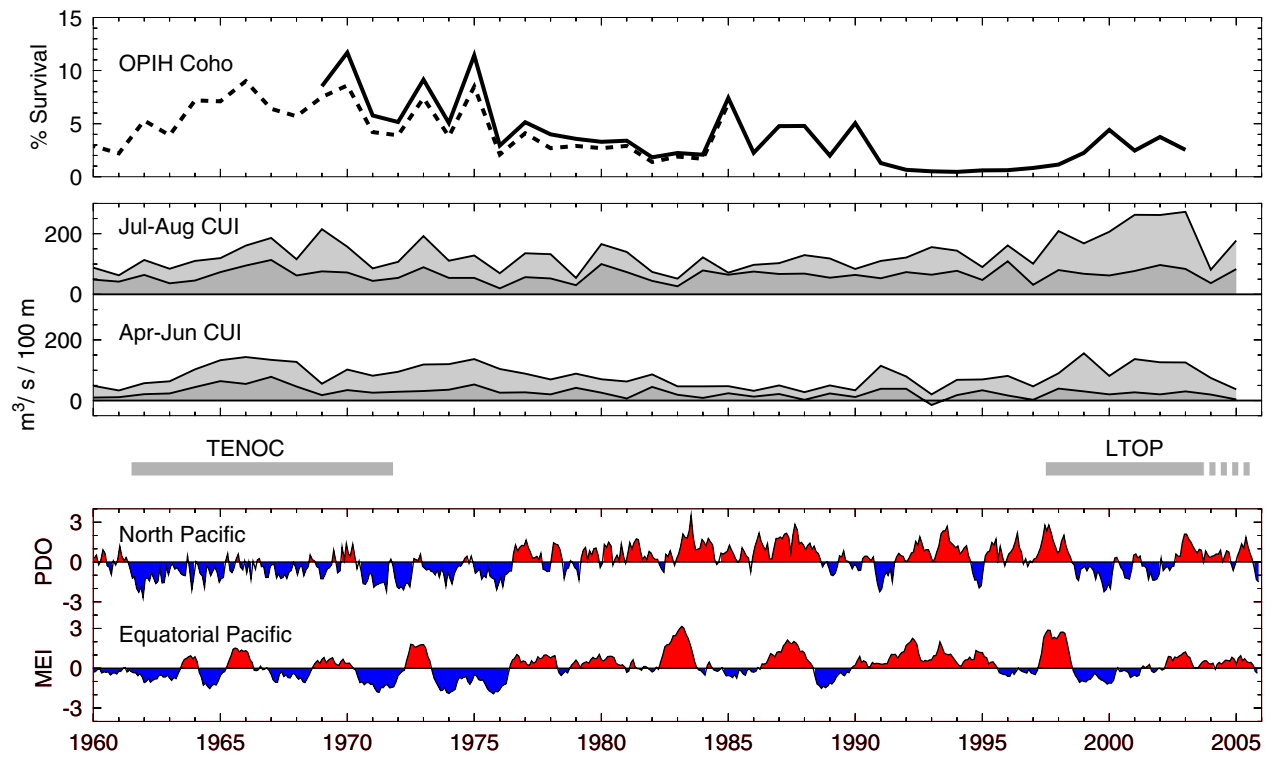 15
10
5
0
% Survival
OPIH Coho
200
0
Jul-Aug CUI
200
0
Apr-Jun CUI
m3/ s / 100 m
TENOC
LTOP
3
0
-3
PDO
North Pacific
3
0
-3
MEI
Equatorial Pacific
1960 1965 1970 1975 1980 1985 1990 1995 2000 2005